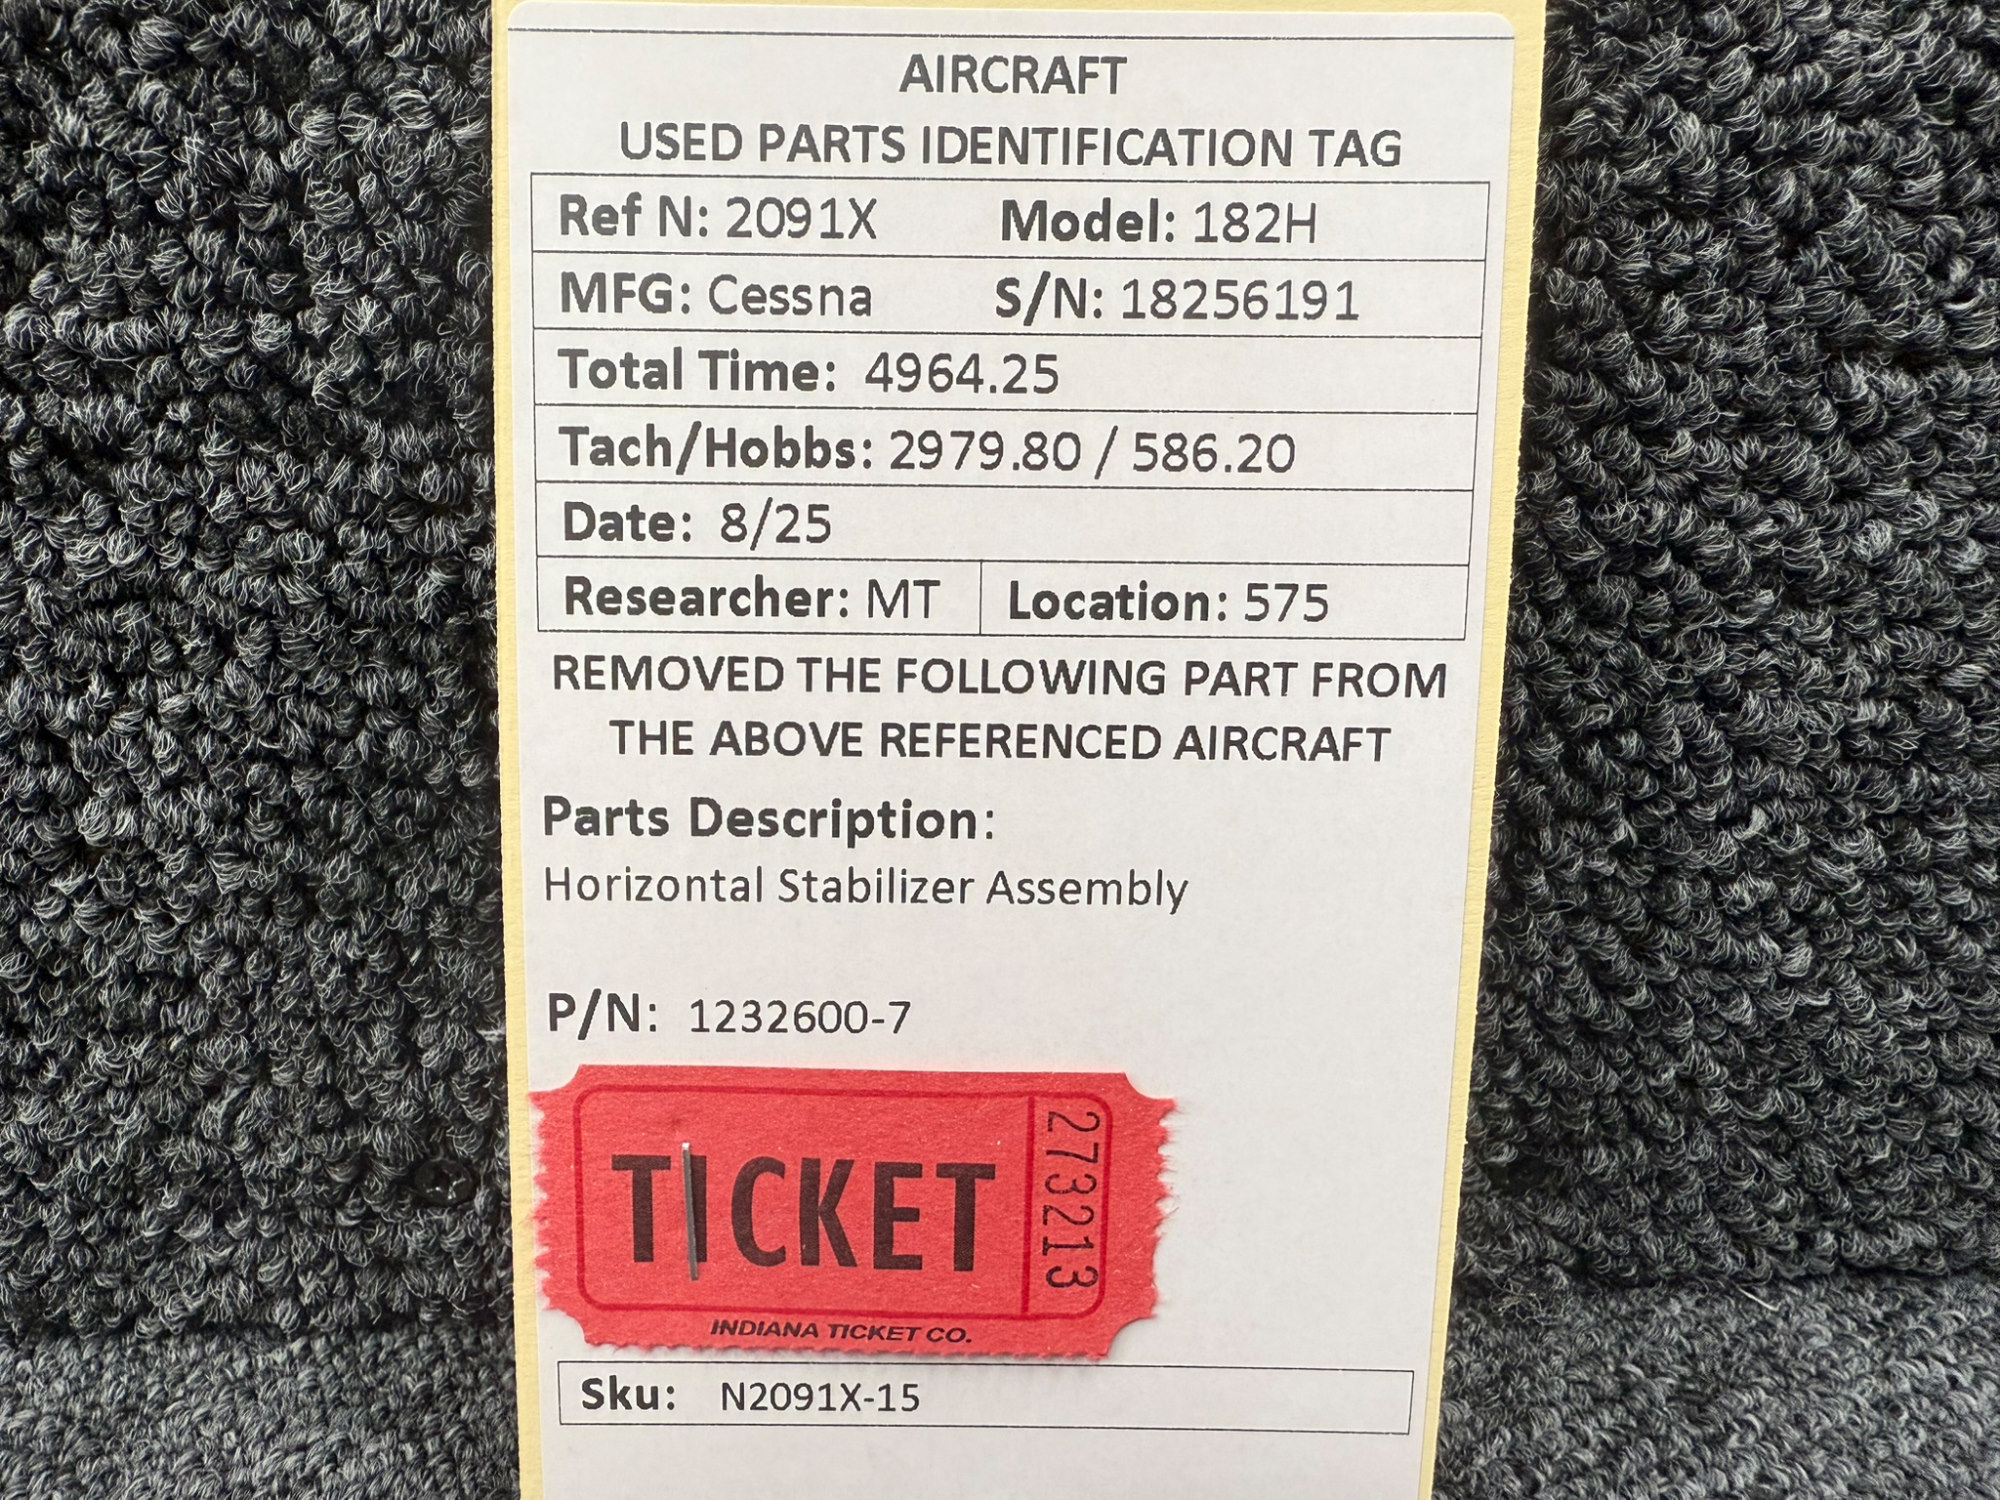 AIRCRAFT
USED PARTS IDENTIFICATION TAG
Ref N: 2091X Model: 182H
MFG: Cessna S/N: 18256191
Total Time: 4964.25
Tach/Hobbs: 2979.80 / 586.20
Date: 8/25
Researcher: MT Location: 575
REMOVED THE FOLLOWING PART FROM
THE ABOVE REFERENCED AIRCRAFT
Parts Description:
Horizontal Stabilizer Assembly
P/N: 1232600-7
TICKET
273213
INDIANA TICKET CO.
Sku: N2091X-15